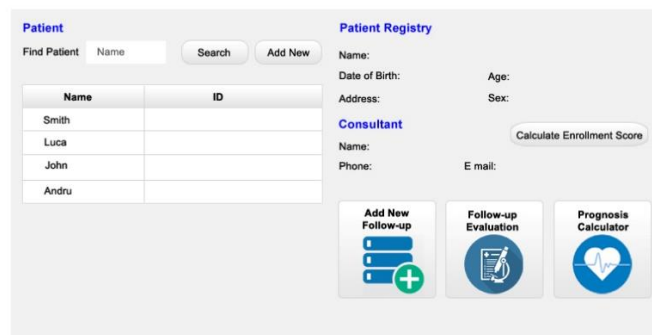 Patient
Find Patient Name Search Add New
Name ID
Smith
Luca
John
Andru
Patient Registry
Name:
Date of Birth: Age:
Address: Sex:
Consultant
Calculate Enrollment Score
Name:
Phone: E mail:
Add New
Follow-up
Follow-up
Evaluation
Prognosis
Calculator